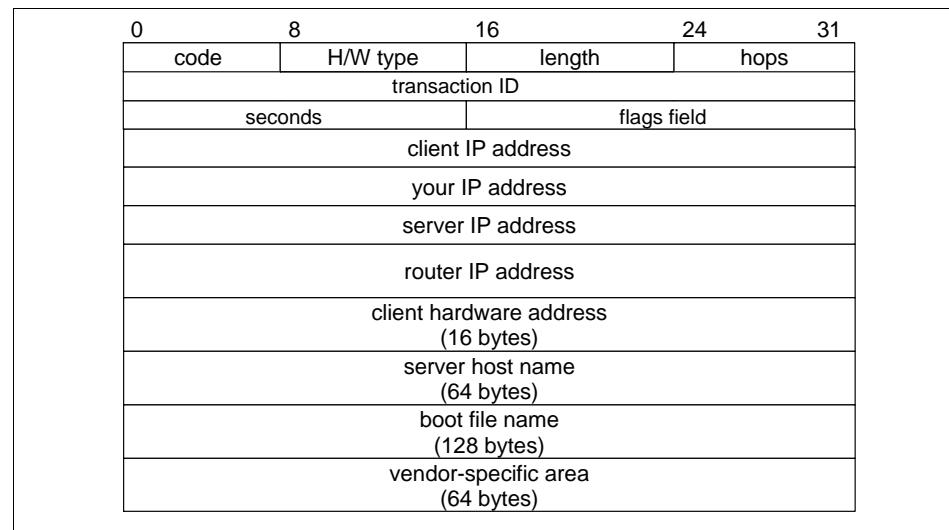 0 8 16 24 31
code H/W type length hops
transaction ID
seconds flags field
client IP address
your IP address
server IP address
router IP address
client hardware address
(16 bytes)
server host name
(64 bytes)
boot file name
(128 bytes)
vendor-specific area
(64 bytes)